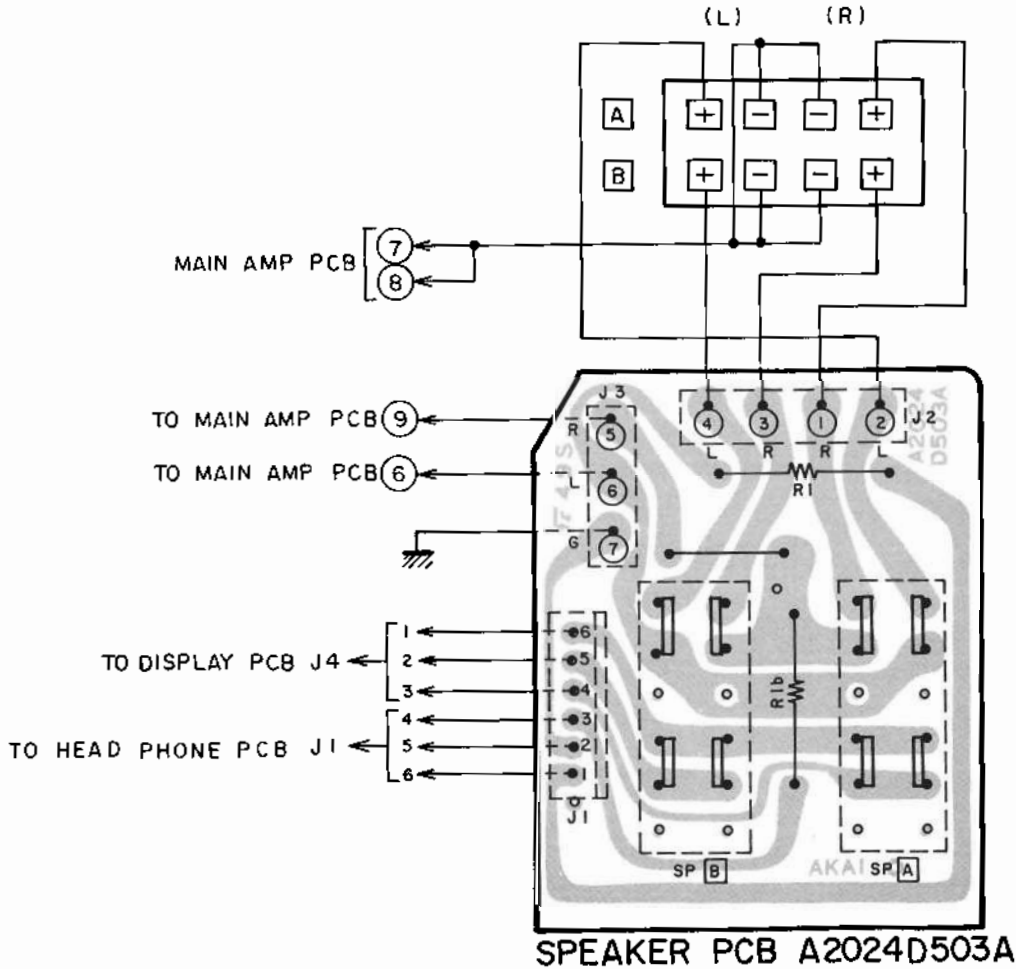 (L) (R)
A + − − +
B + − − +
MAIN AMP PCB 7
8
J3
TO MAIN AMP PCB 9 R 5
4 3 1 2 J2
L R R L
A2024
D503A
TO MAIN AMP PCB 6 L 6
R1
G 7
TO DISPLAY PCB J4
1 6
2 5
3 4
TO HEAD PHONE PCB J1
4 3
5 2
6 1
J1
R1b
SP B
AKAI
SP A
SPEAKER PCB A2024D503A